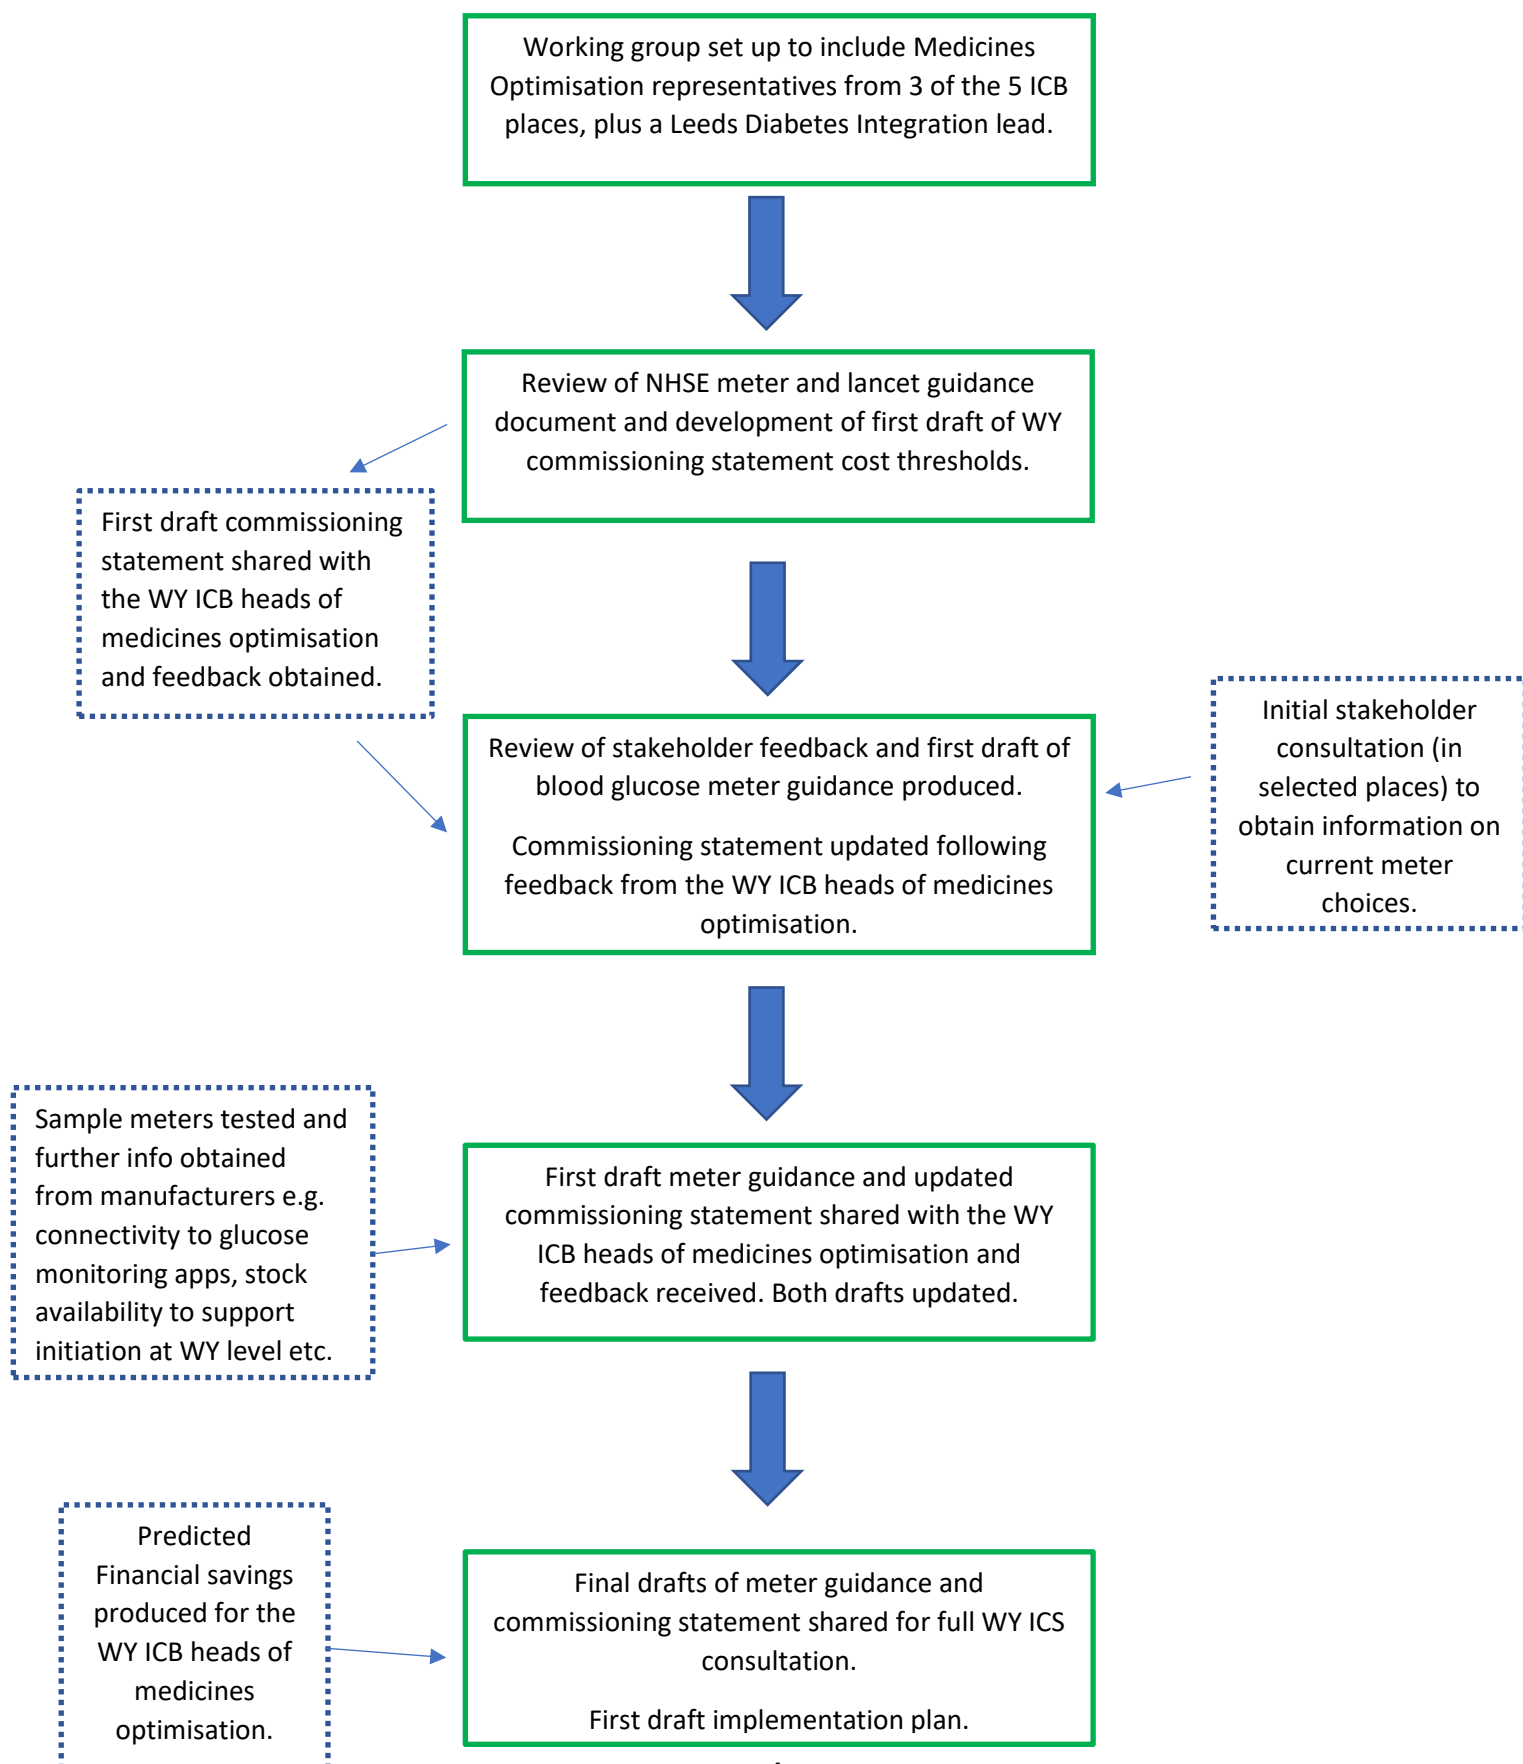 Working group set up to include Medicines
Optimisation representatives from 3 of the 5 ICB
places, plus a Leeds Diabetes Integration lead.
Review of NHSE meter and lancet guidance
document and development of first draft of WY
commissioning statement cost thresholds.
First draft commissioning
statement shared with
the WY ICB heads of
medicines optimisation
and feedback obtained.
Review of stakeholder feedback and first draft of
blood glucose meter guidance produced.
Commissioning statement updated following
feedback from the WY ICB heads of medicines
optimisation.
Initial stakeholder
consultation (in
selected places) to
obtain information on
current meter
choices.
Sample meters tested and
further info obtained
from manufacturers e.g.
connectivity to glucose
monitoring apps, stock
availability to support
initiation at WY level etc.
First draft meter guidance and updated
commissioning statement shared with the WY
ICB heads of medicines optimisation and
feedback received. Both drafts updated.
Predicted
Financial savings
produced for the
WY ICB heads of
medicines
optimisation.
Final drafts of meter guidance and
commissioning statement shared for full WY ICS
consultation.
First draft implementation plan.